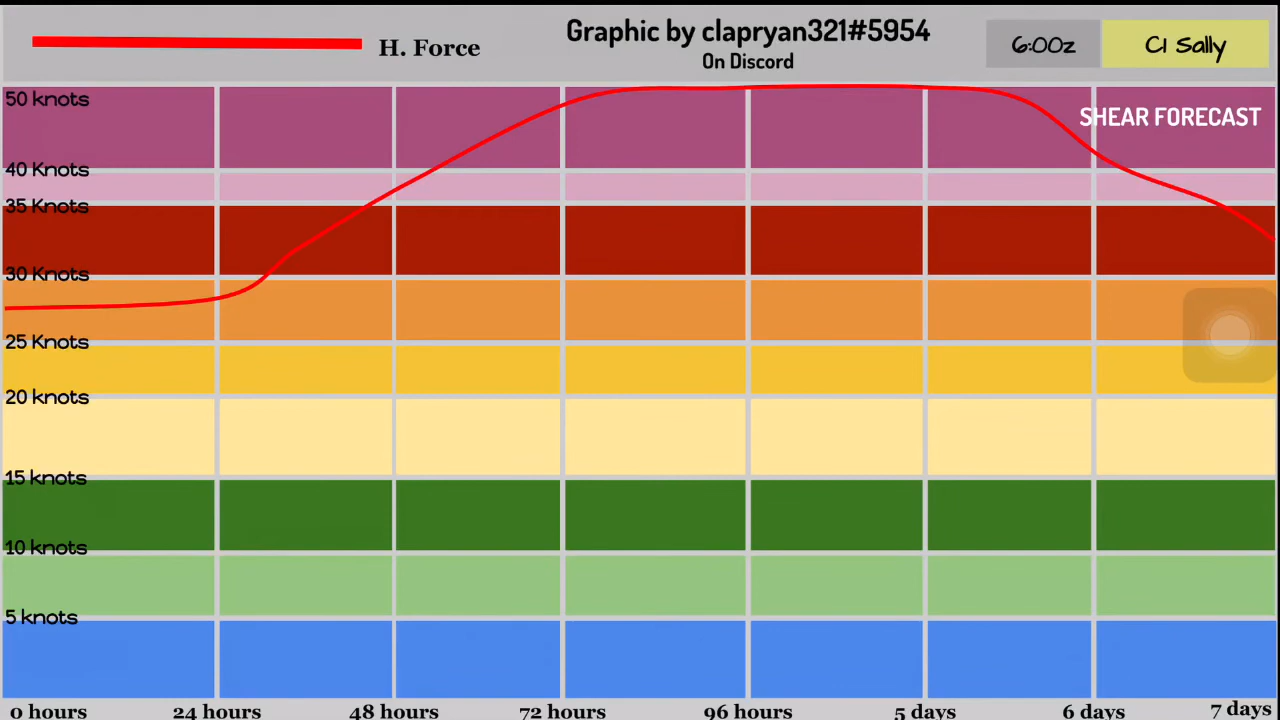 H. Force
Graphic by clapryan321#5954
On Discord
6:00z
CI Sally
SHEAR FORECAST
50 knots
40 Knots
35 Knots
30 Knots
25 Knots
20 knots
15 knots
10 knots
5 knots
0 hours
24 hours
48 hours
72 hours
96 hours
5 days
6 days
7 days